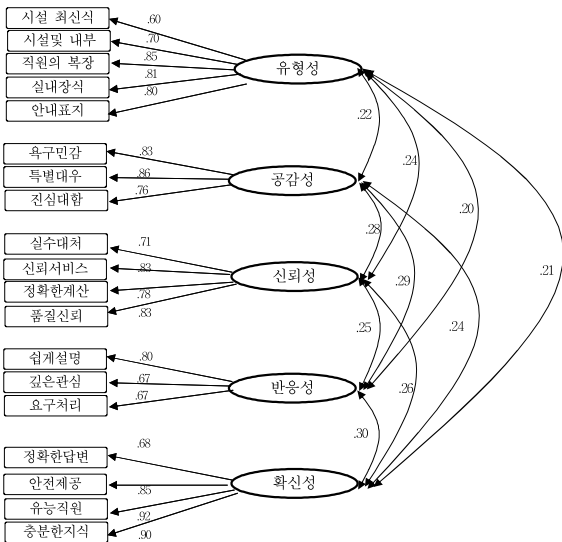 시설 최신식
.60
시설및 내부
.70
직원의 복장
.85
유형성
실내장식
.81
안내표지
.80
.22
.24
욕구민감
.83
특별대우
.86
공감성
진심대함
.76
.20
.28
실수대처
.71
신뢰서비스
.83
신뢰성
정확한계산
.78
품질신뢰
.83
.29
.21
.25
.24
쉽게설명
.80
깊은관심
.67
반응성
요구처리
.67
.26
.30
정확한답변
.68
안전제공
.85
확신성
유능직원
.92
충분한지식
.90